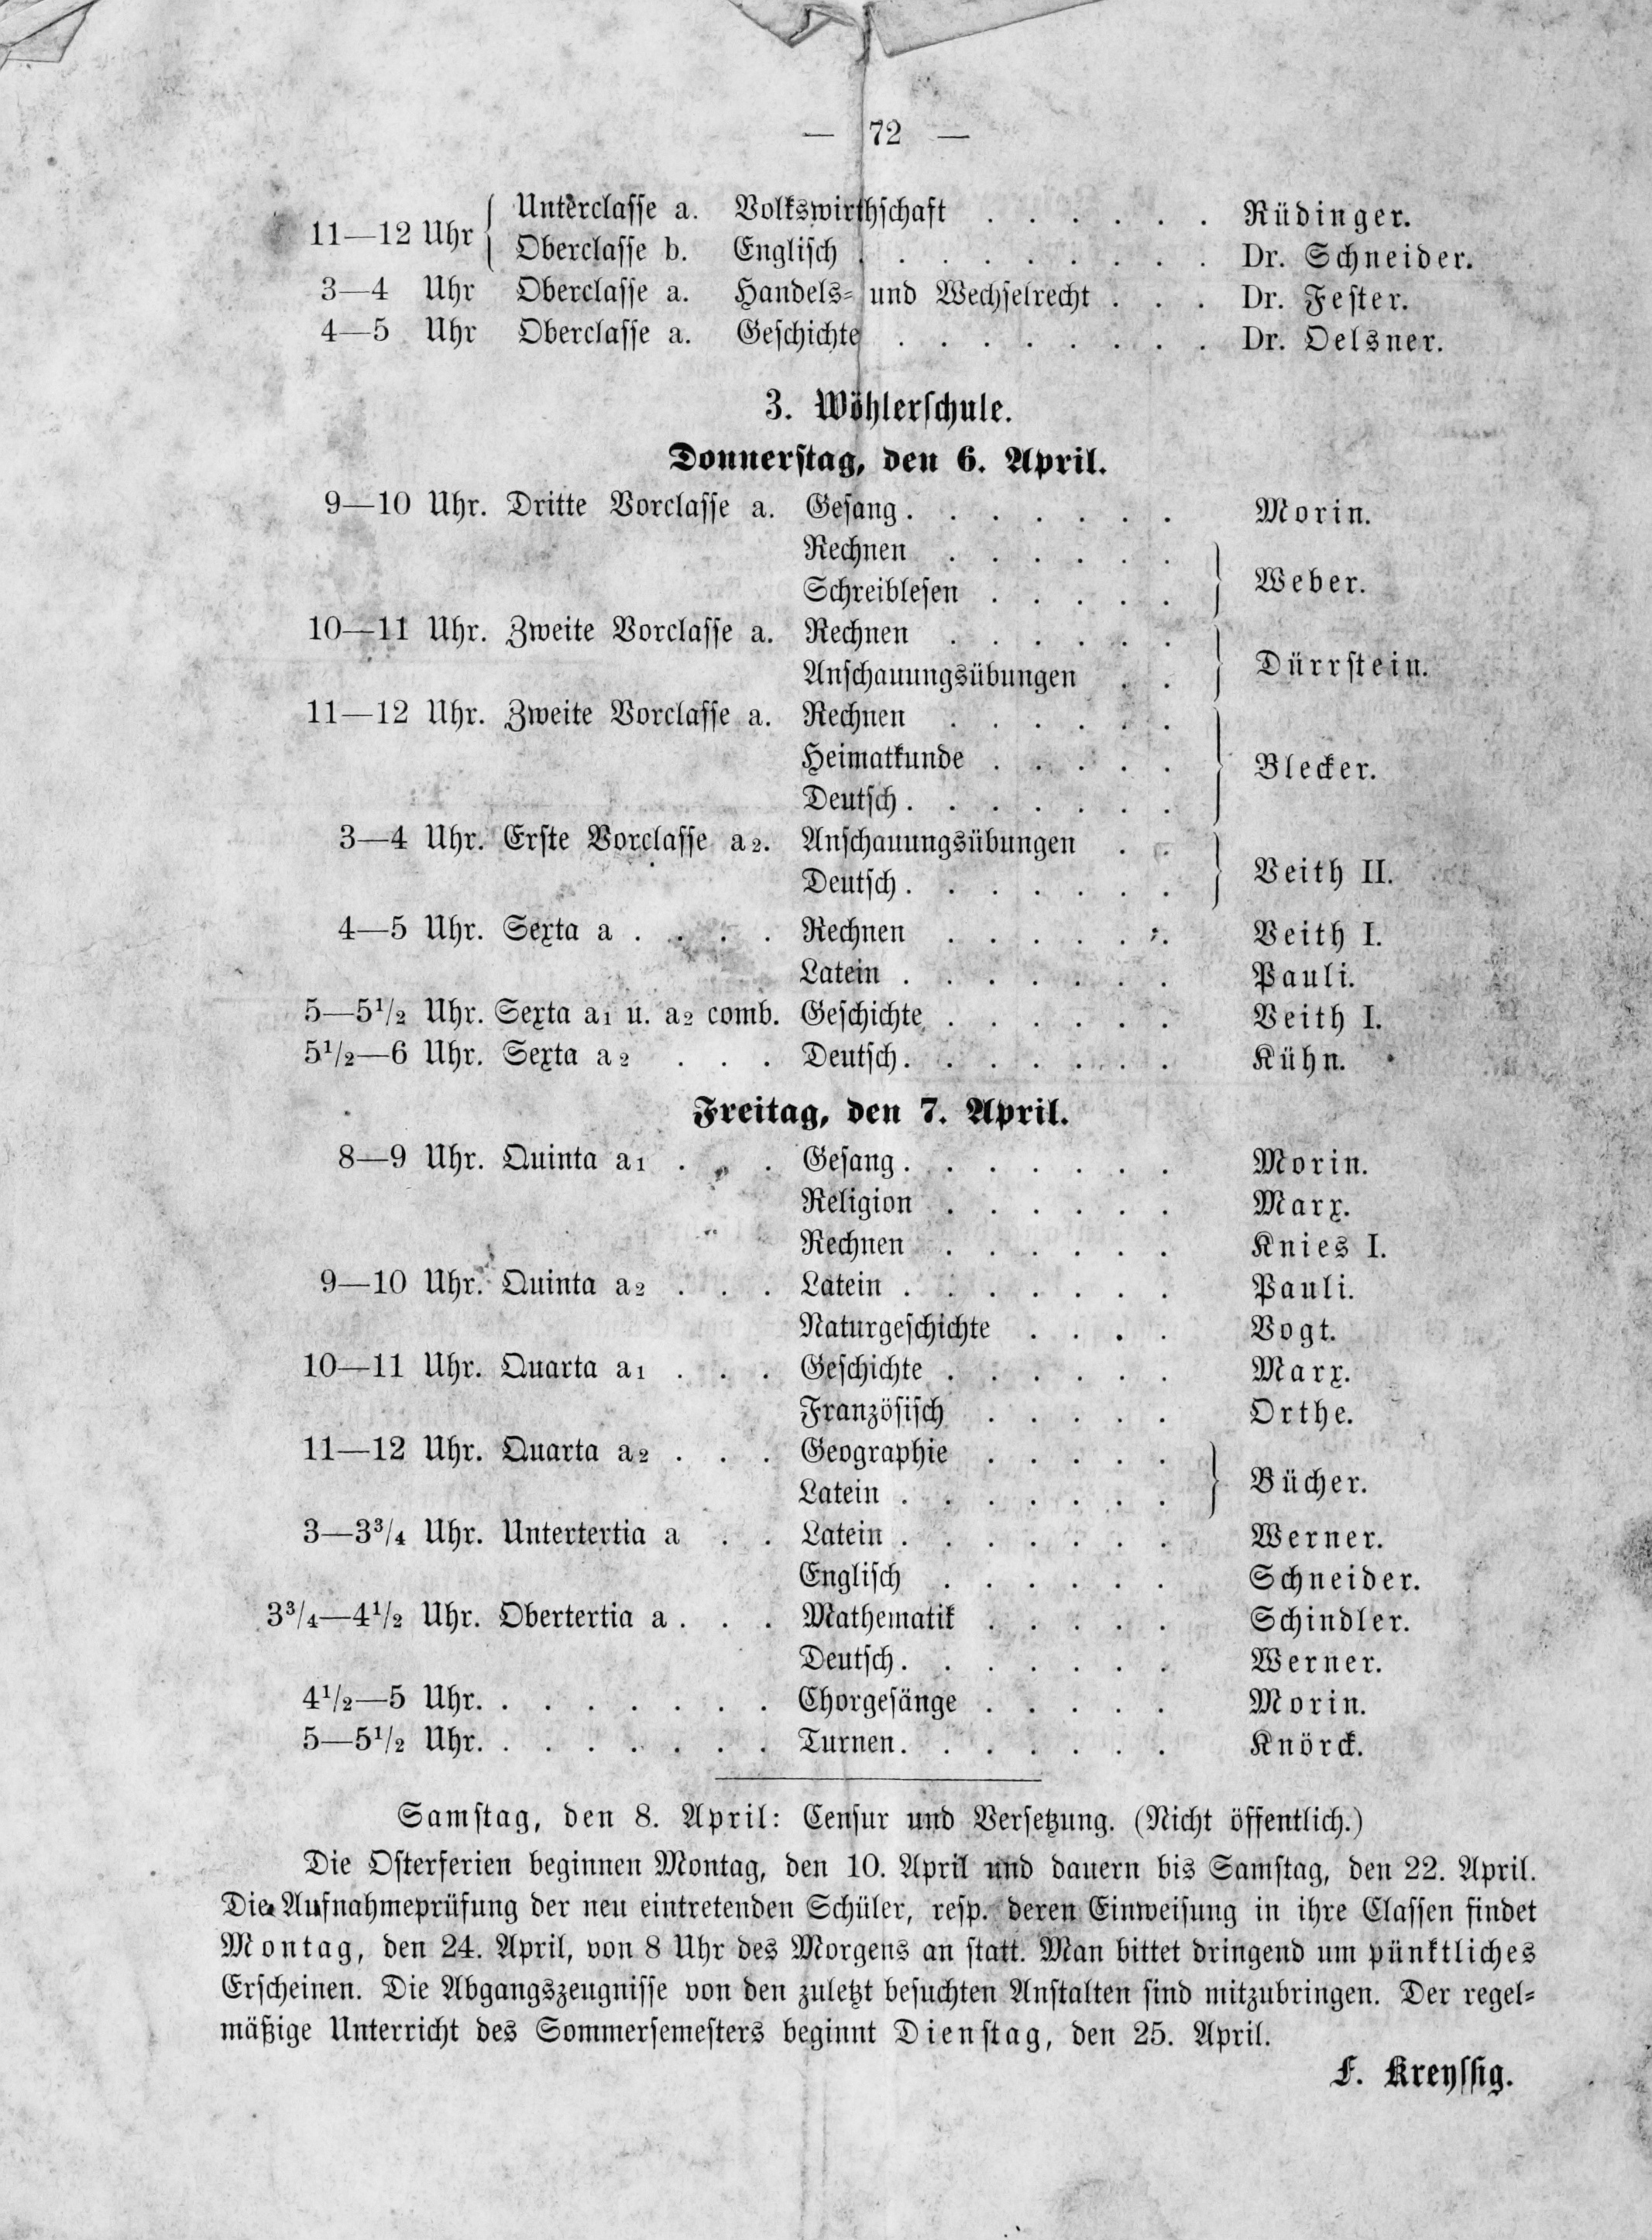 — 72 —
11—12 Uhr { Unterclasse a. Volkswirthschaft . . . . . . Rüdinger.
Oberclasse b. Englisch . . . . . . . . . Dr. Schneider.
3—4 Uhr Oberclasse a. Handels- und Wechselrecht . . . Dr. Fester.
4—5 Uhr Oberclasse a. Geschichte . . . . . . . . Dr. Oelsner.
3. Wöhlerschule.
Donnerstag, den 6. April.
9—10 Uhr. Dritte Vorclasse a. Gesang . . . . . . . Morin.
Rechnen . . . . . .
Schreiblesen . . . . . } Weber.
10—11 Uhr. Zweite Vorclasse a. Rechnen . . . . . .
Anschauungsübungen . . } Dürrstein.
11—12 Uhr. Zweite Vorclasse a. Rechnen . . . . . .
Heimatkunde . . . . . } Blecker.
Deutsch . . . . . . .
3—4 Uhr. Erste Vorclasse a2. Anschauungsübungen . .
Deutsch . . . . . . . } Veith II.
4—5 Uhr. Sexta a . . . . Rechnen . . . . . . Veith I.
Latein . . . . . . . Pauli.
5—5½ Uhr. Sexta a1 u. a2 comb. Geschichte . . . . . . Veith I.
5½—6 Uhr. Sexta a2 . . . Deutsch . . . . . . . Kühn.
Freitag, den 7. April.
8—9 Uhr. Quinta a1 . . . Gesang . . . . . . . Morin.
Religion . . . . . . Marx.
Rechnen . . . . . . Knies I.
9—10 Uhr. Quinta a2 . . . Latein . . . . . . . Pauli.
Naturgeschichte . . . . Vogt.
10—11 Uhr. Quarta a1 . . . Geschichte . . . . . . Marx.
Französisch . . . . . Orthe.
11—12 Uhr. Quarta a2 . . . Geographie . . . . .
Latein . . . . . . . } Bücher.
3—3¾ Uhr. Untertertia a . . Latein . . . . . . . Werner.
Englisch . . . . . . Schneider.
3¾—4½ Uhr. Obertertia a . . . Mathematik . . . . . Schindler.
Deutsch . . . . . . . Werner.
4½—5 Uhr. . . . . . . . Chorgesänge . . . . . Morin.
5—5½ Uhr. . . . . . . . Turnen . . . . . . . Knörck.
Samstag, den 8. April: Censur und Versetzung. (Nicht öffentlich.)
Die Osterferien beginnen Montag, den 10. April und dauern bis Samstag, den 22. April.
Die Aufnahmeprüfung der neu eintretenden Schüler, resp. deren Einweisung in ihre Classen findet
Montag, den 24. April, von 8 Uhr des Morgens an statt. Man bittet dringend um pünktliches
Erscheinen. Die Abgangszeugnisse von den zuletzt besuchten Anstalten sind mitzubringen. Der regel-
mäßige Unterricht des Sommersemesters beginnt Dienstag, den 25. April.
F. Kreyssig.